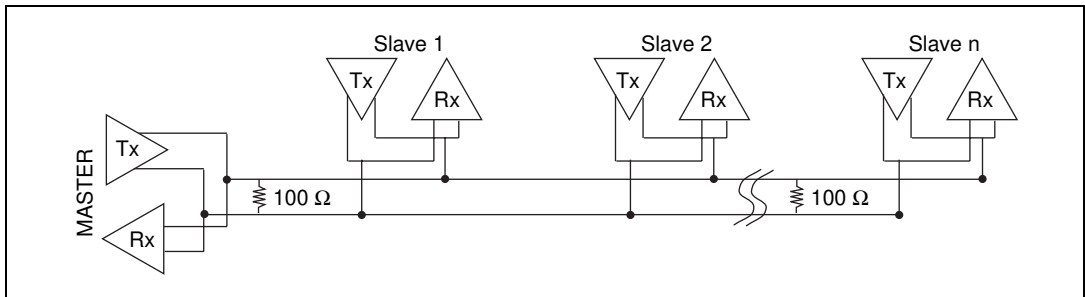 Slave 1
Slave 2
Slave n
Tx
Rx
Tx
Rx
Tx
Rx
MASTER
Tx
Rx
100 Ω
100 Ω